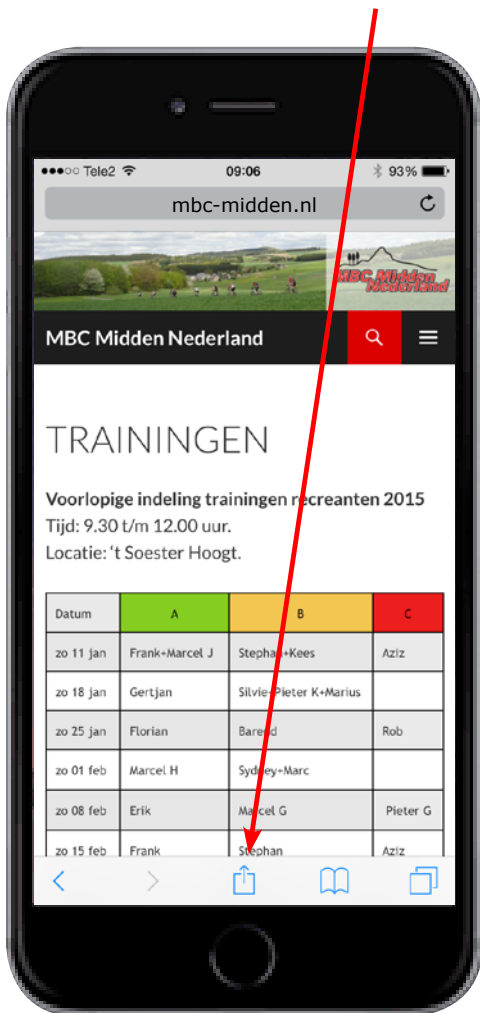 Tele2 09:06 93%
mbc-midden.nl
MBC Midden
Nederland
MBC Midden Nederland
TRAININGEN
Voorlopige indeling trainingen recreanten 2015
Tijd: 9.30 t/m 12.00 uur.
Locatie: ‘t Soester Hoogt.
Datum A B C
zo 11 jan Frank+Marcel J Stephan+Kees Aziz
zo 18 jan Gertjan Silvie+Pieter K+Marius
zo 25 jan Florian Barend Rob
zo 01 feb Marcel H Sydney+Marc
zo 08 feb Erik Marcel G Pieter G
zo 15 feb Frank Stephan Aziz